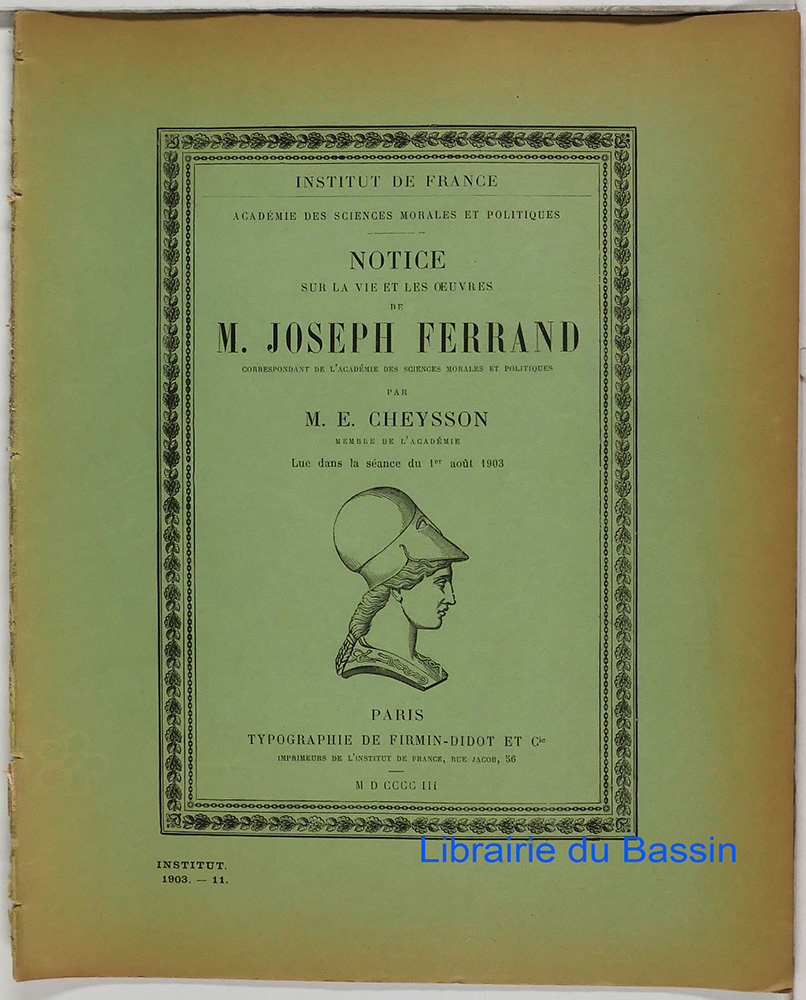 INSTITUT DE FRANCE
ACADÉMIE DES SCIENCES MORALES ET POLITIQUES
NOTICE
SUR LA VIE ET LES ŒUVRES
DE
M. JOSEPH FERRAND
CORRESPONDANT DE L'ACADÉMIE DES SCIENCES MORALES ET POLITIQUES
PAR
M. E. CHEYSSON
MEMBRE DE L'ACADÉMIE
Lue dans la séance du 1er août 1903
PARIS
TYPOGRAPHIE DE FIRMIN-DIDOT ET Cie
IMPRIMEURS DE L'INSTITUT DE FRANCE, RUE JACOB, 56
M D CCCC III
Librairie du Bassin
INSTITUT.
1903. — 11.